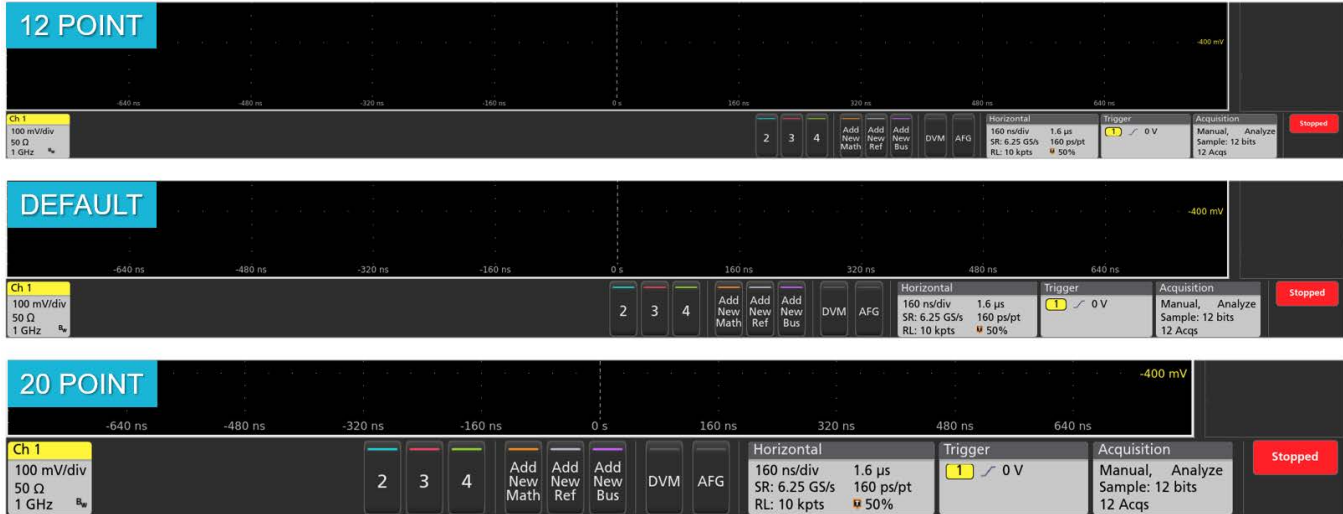 12 POINT
-400 mV
-640 ns -480 ns -320 ns -160 ns 0 s 160 ns 320 ns 480 ns 640 ns
Ch 1
100 mV/div
50 Ω
1 GHz Bw
2 3 4
Add New Math
Add New Ref
Add New Bus
DVM AFG
Horizontal
160 ns/div 1.6 µs
SR: 6.25 GS/s 160 ps/pt
RL: 10 kpts 50%
Trigger
1 0 V
Acquisition
Manual, Analyze
Sample: 12 bits
12 Acqs
Stopped
DEFAULT
-400 mV
-640 ns -480 ns -320 ns -160 ns 0 s 160 ns 320 ns 480 ns 640 ns
Ch 1
100 mV/div
50 Ω
1 GHz Bw
2 3 4
Add New Math
Add New Ref
Add New Bus
DVM AFG
Horizontal
160 ns/div 1.6 µs
SR: 6.25 GS/s 160 ps/pt
RL: 10 kpts 50%
Trigger
1 0 V
Acquisition
Manual, Analyze
Sample: 12 bits
12 Acqs
Stopped
20 POINT
-400 mV
-640 ns -480 ns -320 ns -160 ns 0 s 160 ns 320 ns 480 ns 640 ns
Ch 1
100 mV/div
50 Ω
1 GHz Bw
2 3 4
Add New Math
Add New Ref
Add New Bus
DVM AFG
Horizontal
160 ns/div 1.6 µs
SR: 6.25 GS/s 160 ps/pt
RL: 10 kpts 50%
Trigger
1 0 V
Acquisition
Manual, Analyze
Sample: 12 bits
12 Acqs
Stopped